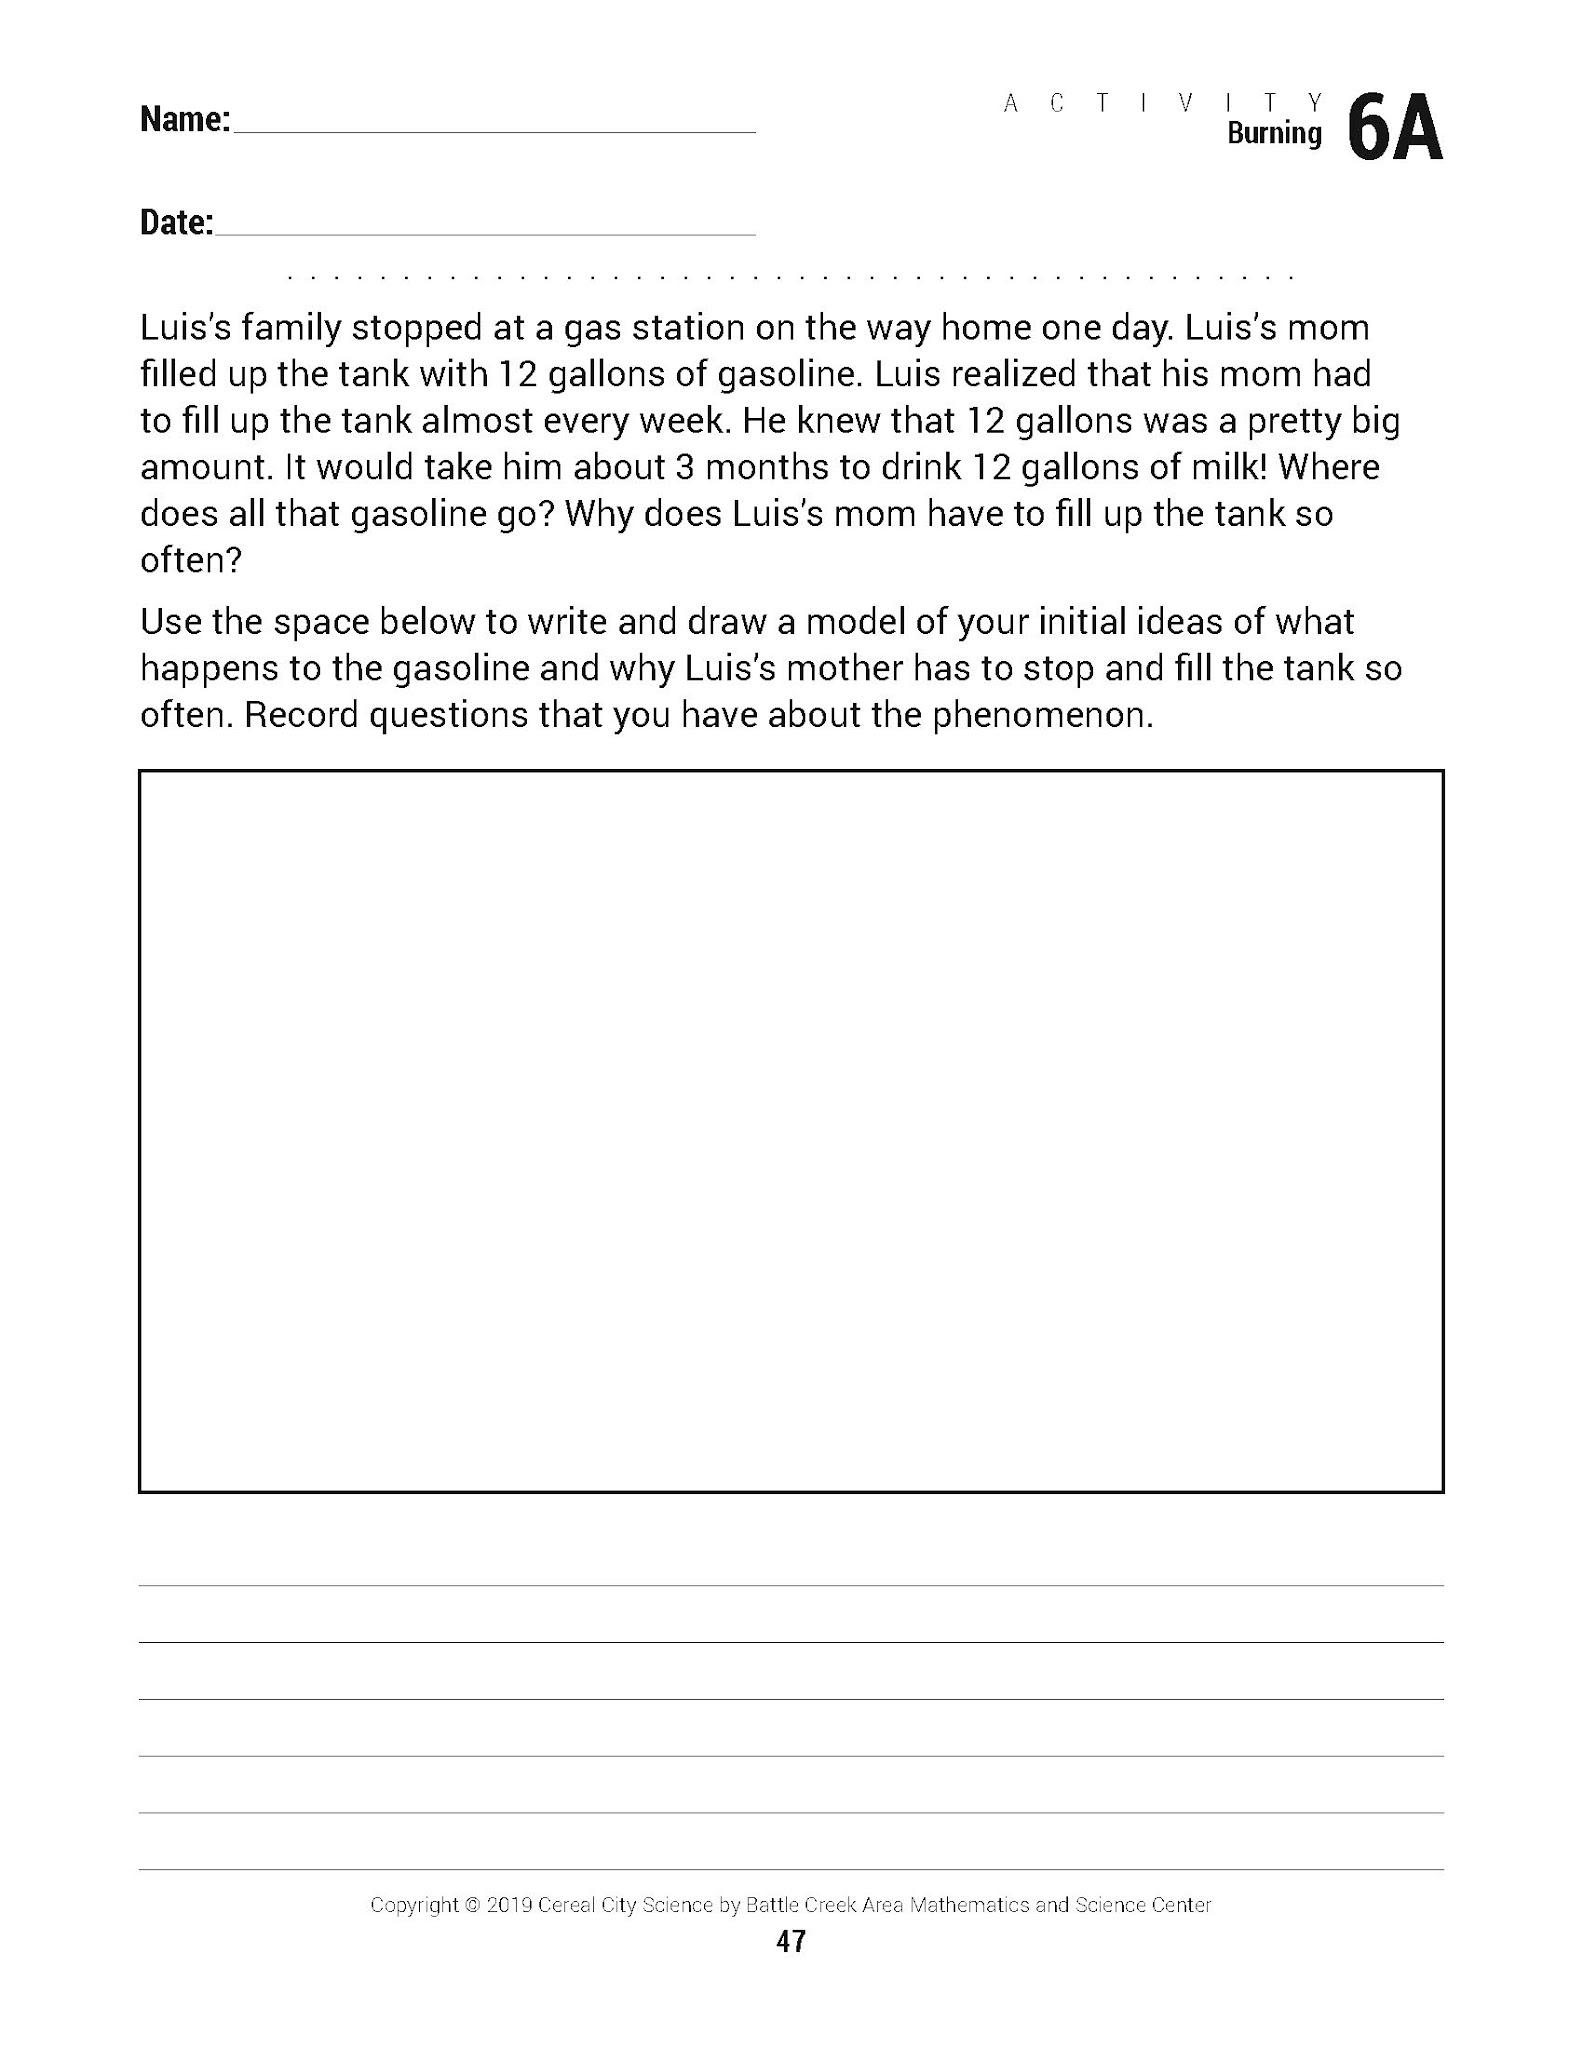 Name:
ACTIVITY
Burning
6A
Date:
Luis’s family stopped at a gas station on the way home one day. Luis’s mom
filled up the tank with 12 gallons of gasoline. Luis realized that his mom had
to fill up the tank almost every week. He knew that 12 gallons was a pretty big
amount. It would take him about 3 months to drink 12 gallons of milk! Where
does all that gasoline go? Why does Luis’s mom have to fill up the tank so
often?
Use the space below to write and draw a model of your initial ideas of what
happens to the gasoline and why Luis’s mother has to stop and fill the tank so
often. Record questions that you have about the phenomenon.
Copyright © 2019 Cereal City Science by Battle Creek Area Mathematics and Science Center
47